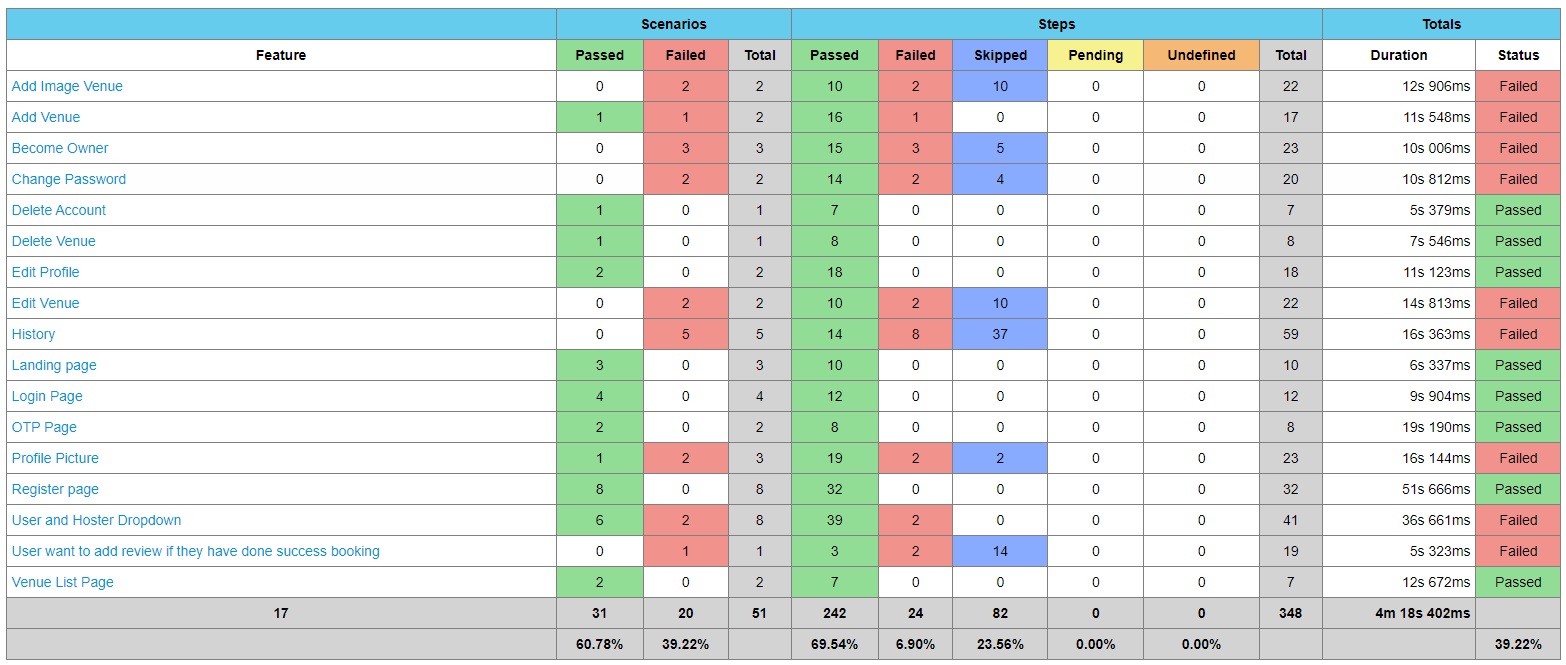 Scenarios Steps Totals
Feature Passed Failed Total Passed Failed Skipped Pending Undefined Total Duration Status
Add Image Venue 0 2 2 10 2 10 0 0 22 12s 906ms Failed
Add Venue 1 1 2 16 1 0 0 0 17 11s 548ms Failed
Become Owner 0 3 3 15 3 5 0 0 23 10s 006ms Failed
Change Password 0 2 2 14 2 4 0 0 20 10s 812ms Failed
Delete Account 1 0 1 7 0 0 0 0 7 5s 379ms Passed
Delete Venue 1 0 1 8 0 0 0 0 8 7s 546ms Passed
Edit Profile 2 0 2 18 0 0 0 0 18 11s 123ms Passed
Edit Venue 0 2 2 10 2 10 0 0 22 14s 813ms Failed
History 0 5 5 14 8 37 0 0 59 16s 363ms Failed
Landing page 3 0 3 10 0 0 0 0 10 6s 337ms Passed
Login Page 4 0 4 12 0 0 0 0 12 9s 904ms Passed
OTP Page 2 0 2 8 0 0 0 0 8 19s 190ms Passed
Profile Picture 1 2 3 19 2 2 0 0 23 16s 144ms Failed
Register page 8 0 8 32 0 0 0 0 32 51s 666ms Passed
User and Hoster Dropdown 6 2 8 39 2 0 0 0 41 36s 661ms Failed
User want to add review if they have done success booking 0 1 1 3 2 14 0 0 19 5s 323ms Failed
Venue List Page 2 0 2 7 0 0 0 0 7 12s 672ms Passed
17 31 20 51 242 24 82 0 0 348 4m 18s 402ms
60.78% 39.22% 69.54% 6.90% 23.56% 0.00% 0.00% 39.22%